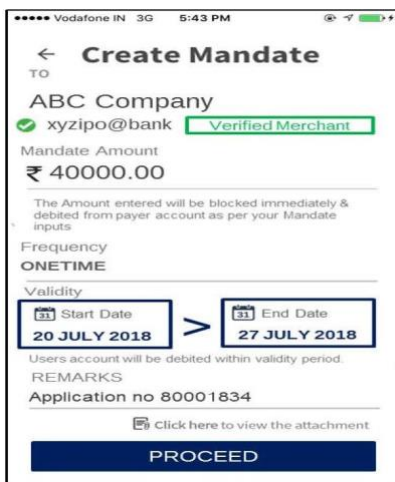 Vodafone IN 3G 5:43 PM
← Create Mandate
TO
ABC Company
xyzipo@bank Verified Merchant
Mandate Amount
₹ 40000.00
The Amount entered will be blocked immediately &
debited from payer account as per your Mandate
inputs
Frequency
ONETIME
Validity
31 Start Date > 31 End Date
20 JULY 2018 27 JULY 2018
Users account will be debited within validity period.
REMARKS
Application no 80001834
Click here to view the attachment
PROCEED